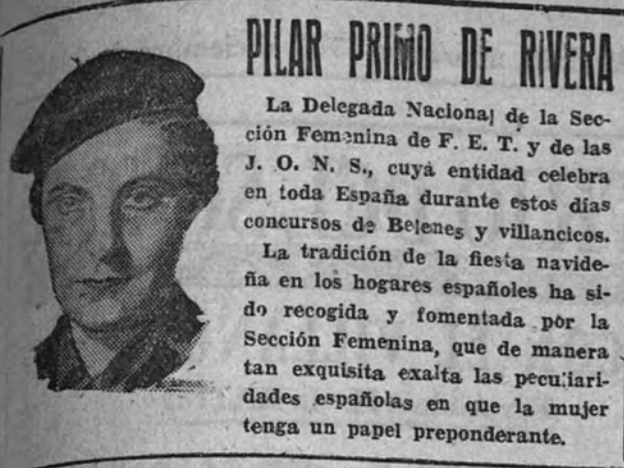 PILAR PRIMO DE RIVERA
La Delegada Nacional de la Sec-
ción Femenina de F. E. T. y de las
J. O. N. S., cuya entidad celebra
en toda España durante estos días
concursos de Belenes y villancicos.
La tradición de la fiesta navide-
ña en los hogares españoles ha si-
do recogida y fomentada por la
Sección Femenina, que de manera
tan exquisita exalta las peculiari-
dades españolas en que la mujer
tenga un papel preponderante.